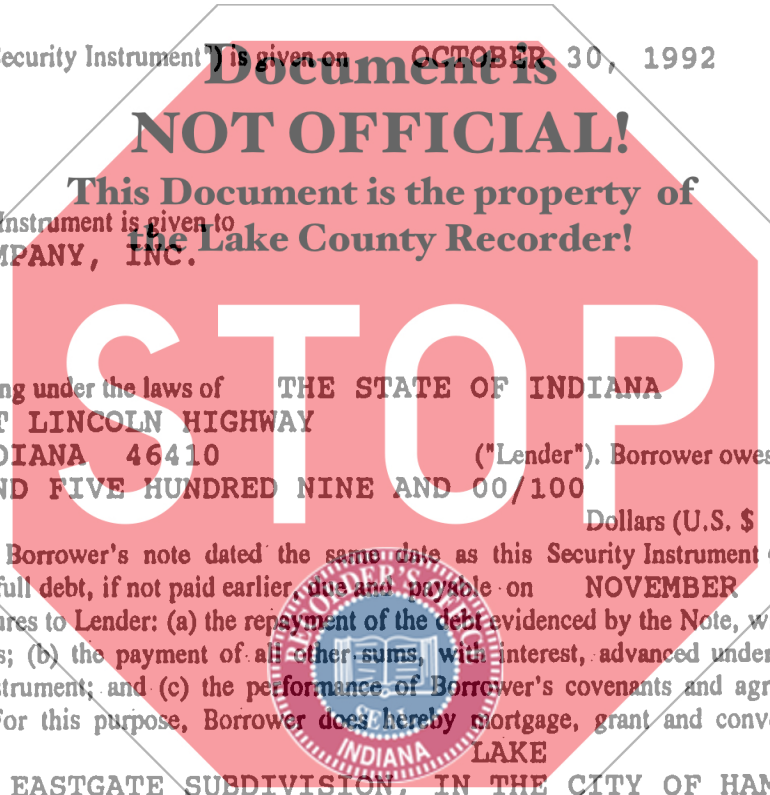 Security Instrument") is given on OCTOBER 30, 1992
Document is
NOT OFFICIAL!
This Document is the property of
Instrument is given to
the Lake County Recorder!
MPANY, INC.
STOP
ng under the laws of THE STATE OF INDIANA
T LINCOLN HIGHWAY
DIANA 46410 ("Lender"). Borrower owes
ND FIVE HUNDRED NINE AND 00/100
Dollars (U.S. $
Borrower's note dated the same date as this Security Instrument
full debt, if not paid earlier, due and payable on NOVEMBER
ures to Lender: (a) the repayment of the debt evidenced by the Note, w
s; (b) the payment of all other sums, with interest, advanced under
strument; and (c) the performance of Borrower's covenants and agr
For this purpose, Borrower does hereby mortgage, grant and conv
RECORDER'S OFFICE
SEAL
INDIANA
LAKE
EASTGATE SUBDIVISION, IN THE CITY OF HAM